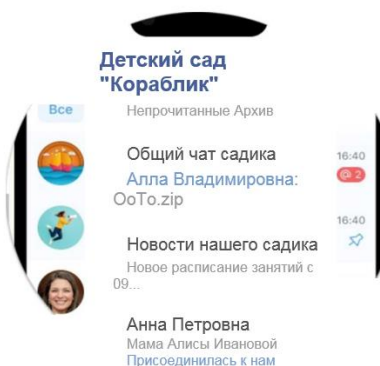 Детский сад
"Кораблик"
Все
Непрочитанные Архив
Общий чат садика
16:40
Алла Владимировна:
@ 2
OoTo.zip
16:40
Новости нашего садика
Новое расписание занятий с
09...
Анна Петровна
Мама Алисы Ивановой
Присоединилась к нам